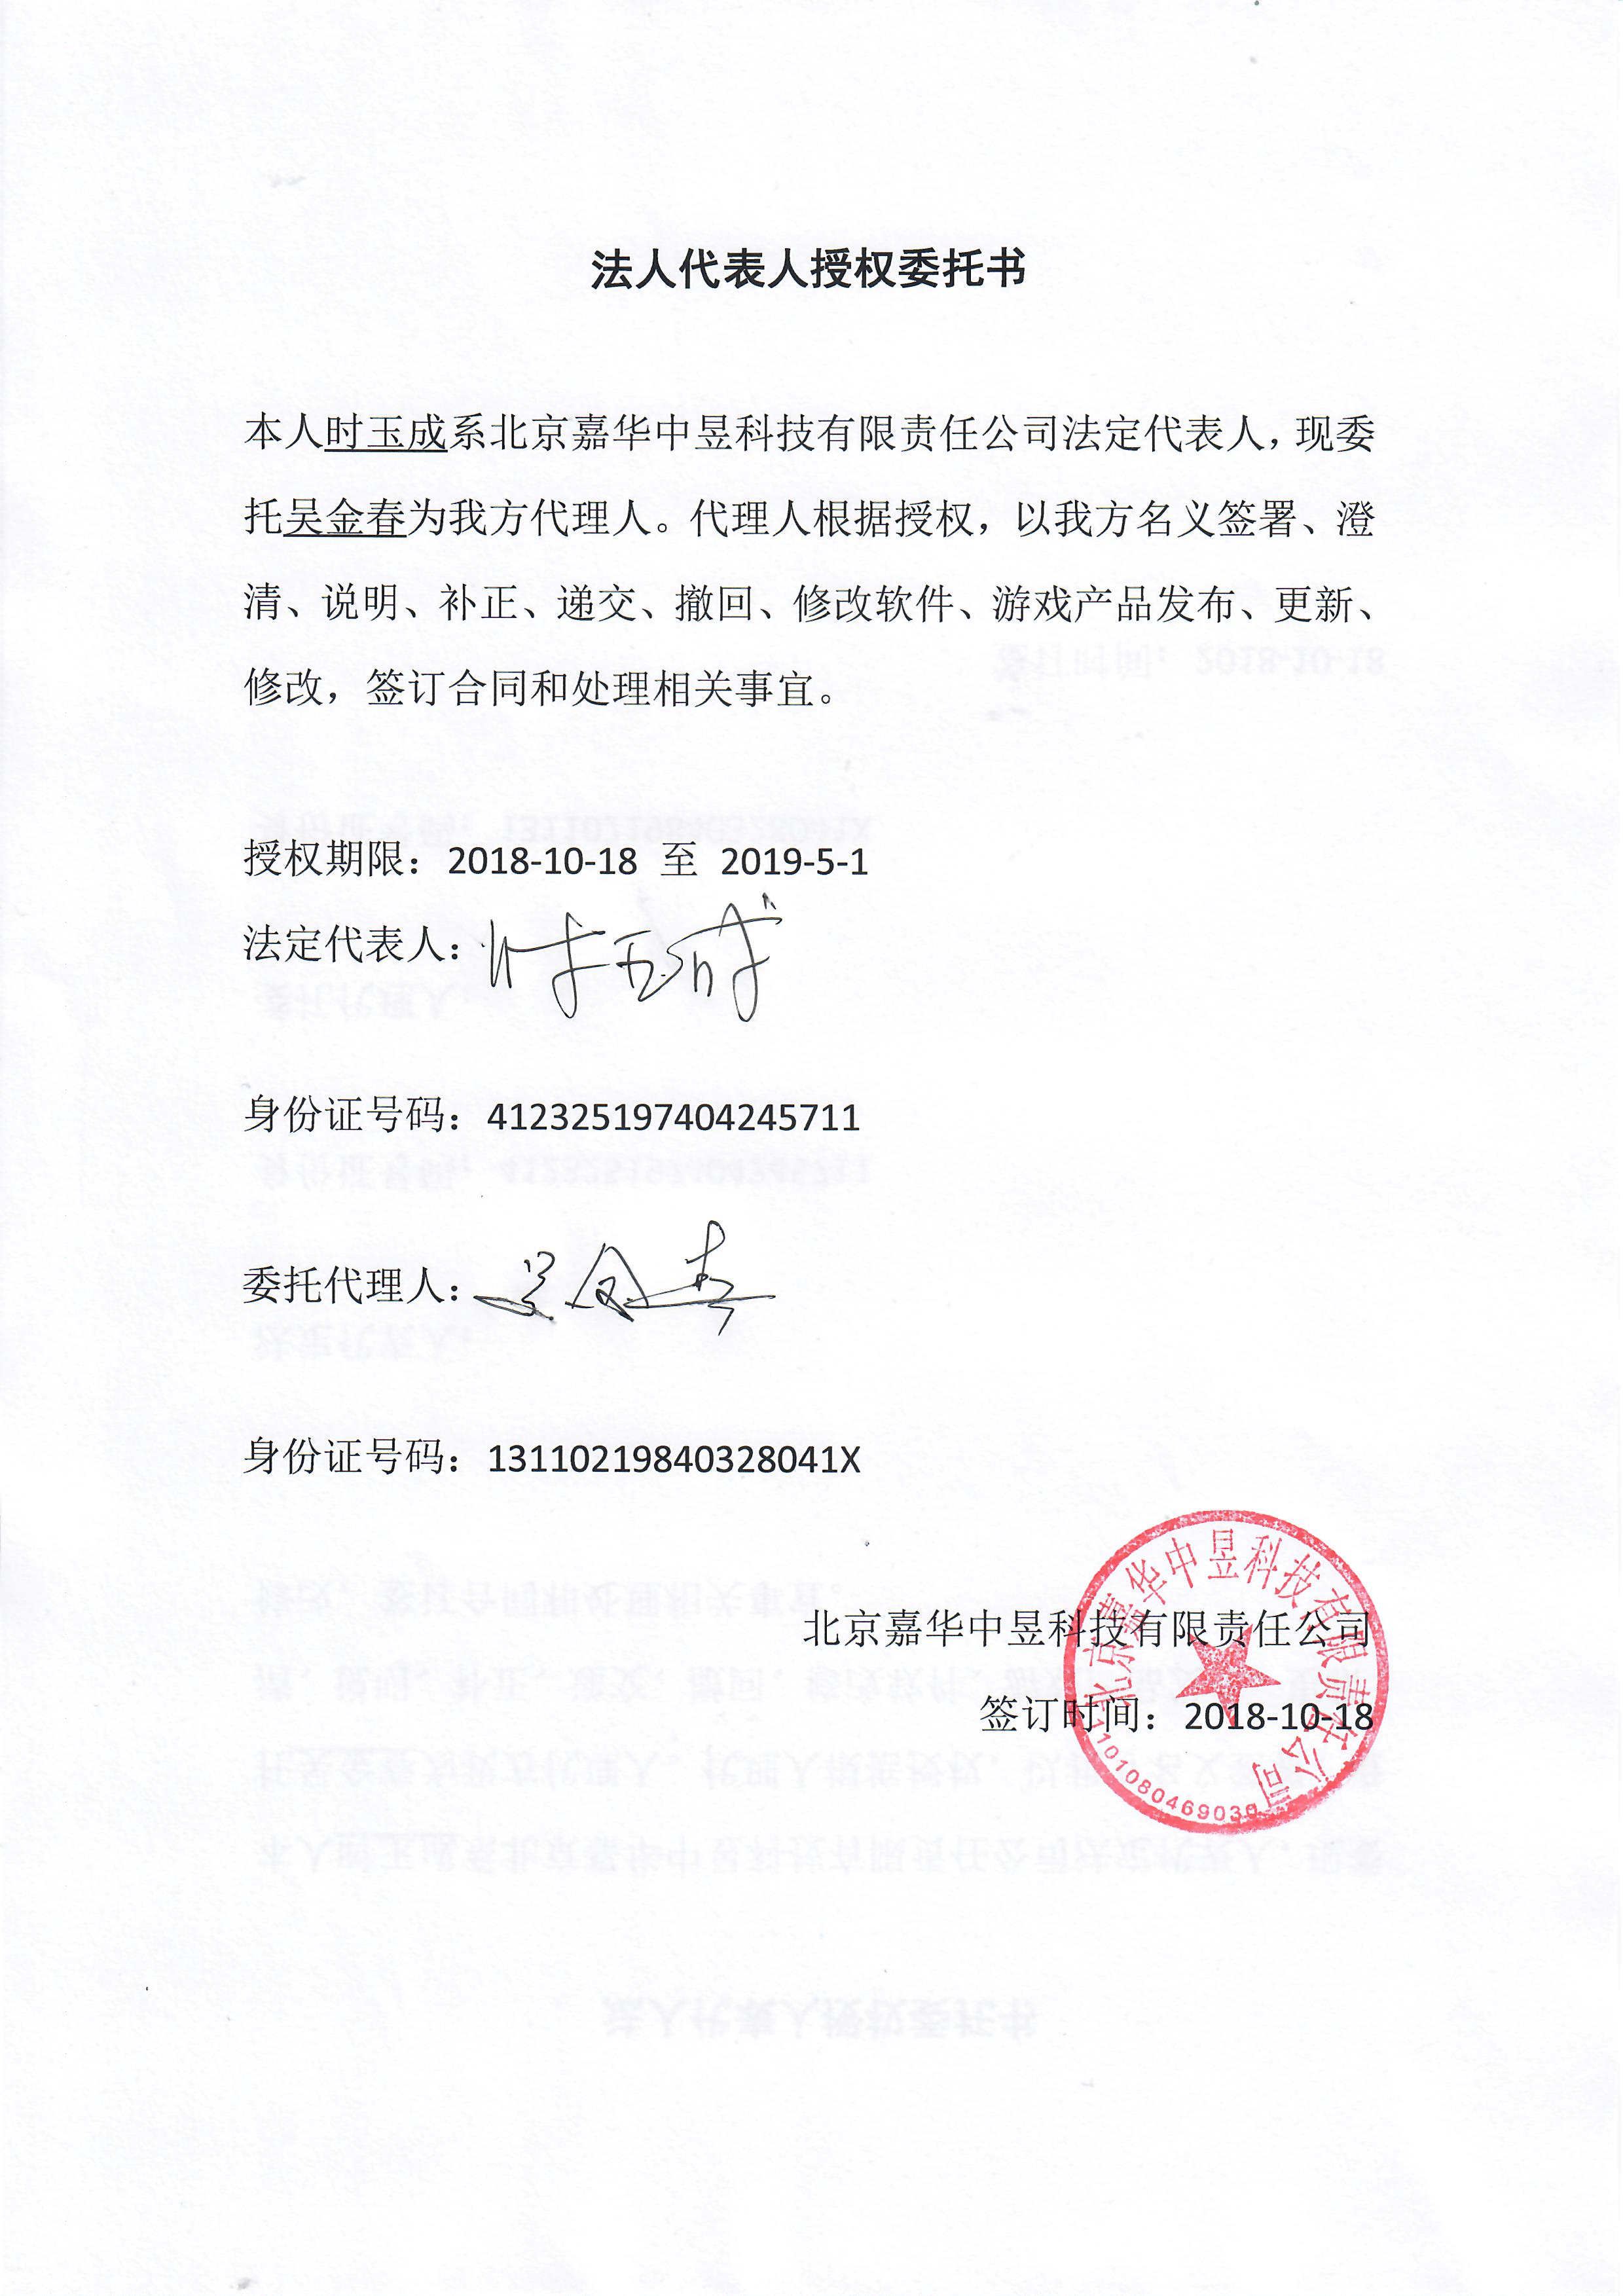 法人代表人授权委托书
本人时玉成系北京嘉华中昱科技有限责任公司法定代表人，现委
托吴金春为我方代理人。代理人根据授权，以我方名义签署、澄
清、说明、补正、递交、撤回、修改软件、游戏产品发布、更新、
修改，签订合同和处理相关事宜。
授权期限：2018-10-18 至 2019-5-1
法定代表人：时玉成
身份证号码：412325197404245711
委托代理人：吴金春
身份证号码：13110219840328041X
北京嘉华中昱科技有限责任公司
签订时间：2018-10-18
北京嘉华中昱科技有限责任公司